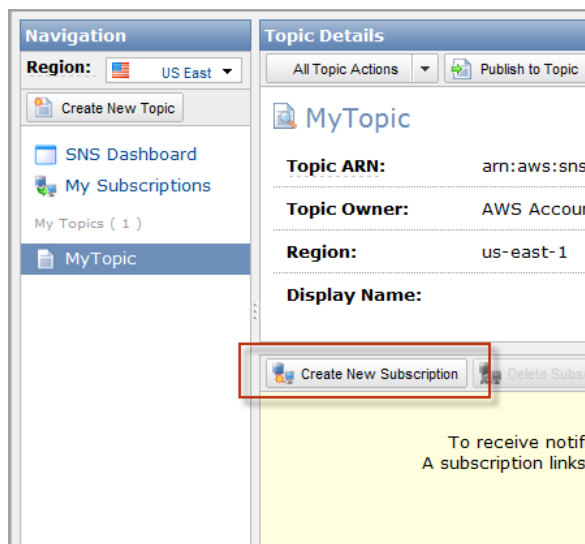 Navigation
Region: US East
Create New Topic
SNS Dashboard
My Subscriptions
My Topics ( 1 )
MyTopic
Topic Details
All Topic Actions Publish to Topic
MyTopic
Topic ARN: arn:aws:sns
Topic Owner: AWS Accou
Region: us-east-1
Display Name:
Create New Subscription Delete Subs
To receive notif
A subscription links